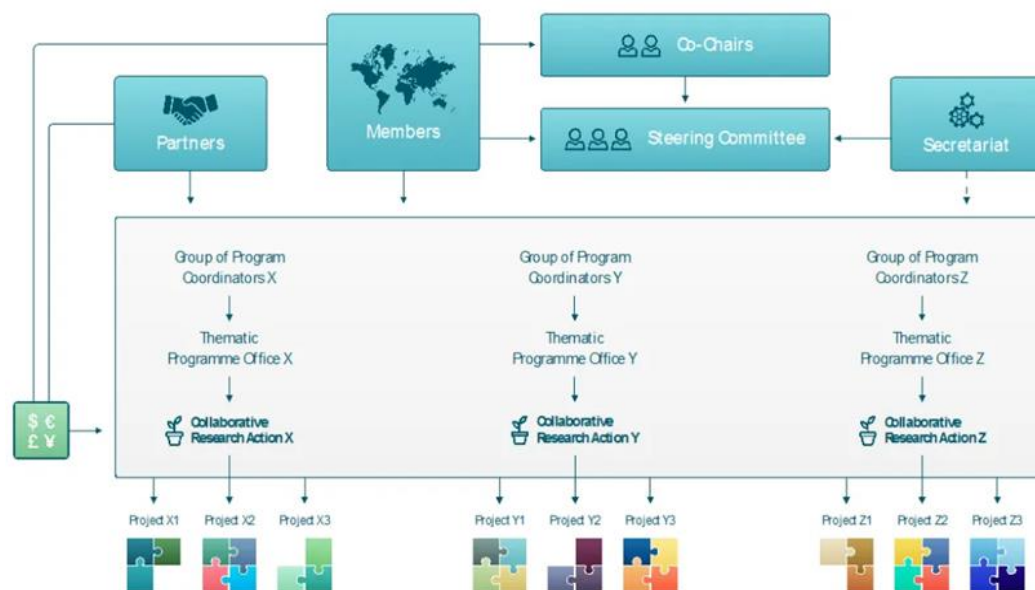 Co-Chairs
Members
Partners
Steering Committee
Secretariat
Group of Program
Coordinators X
Group of Program
Coordinators Y
Group of Program
Coordinators Z
Thematic
Programme Office X
Thematic
Programme Office Y
Thematic
Programme Office Z
$ €
£ ¥
Collaborative
Research Action X
Collaborative
Research Action Y
Collaborative
Research Action Z
Project X1
Project X2
Project X3
Project Y1
Project Y2
Project Y3
Project Z1
Project Z2
Project Z3